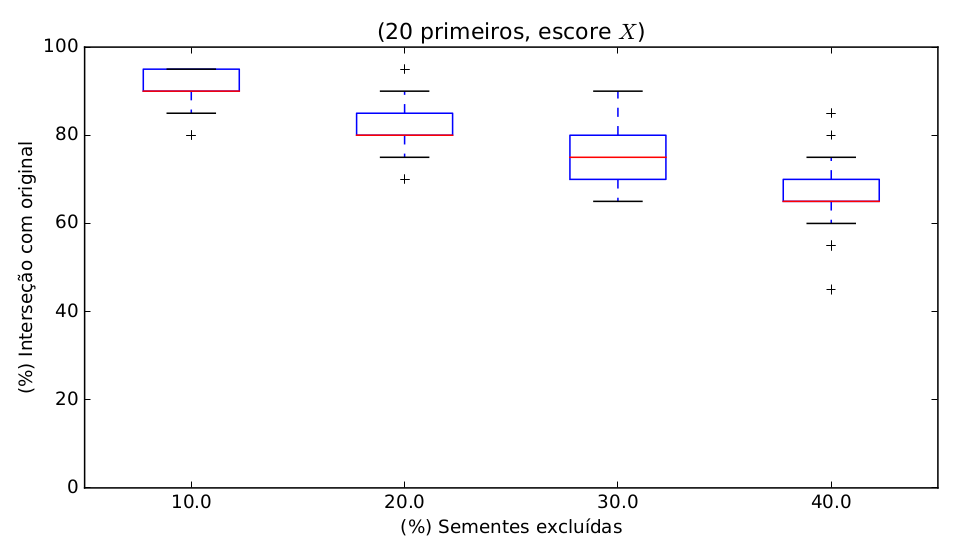 (20 primeiros, escore X)
100
80
60
40
20
0
(%) Interseção com original
10.0 20.0 30.0 40.0
(%) Sementes excluídas